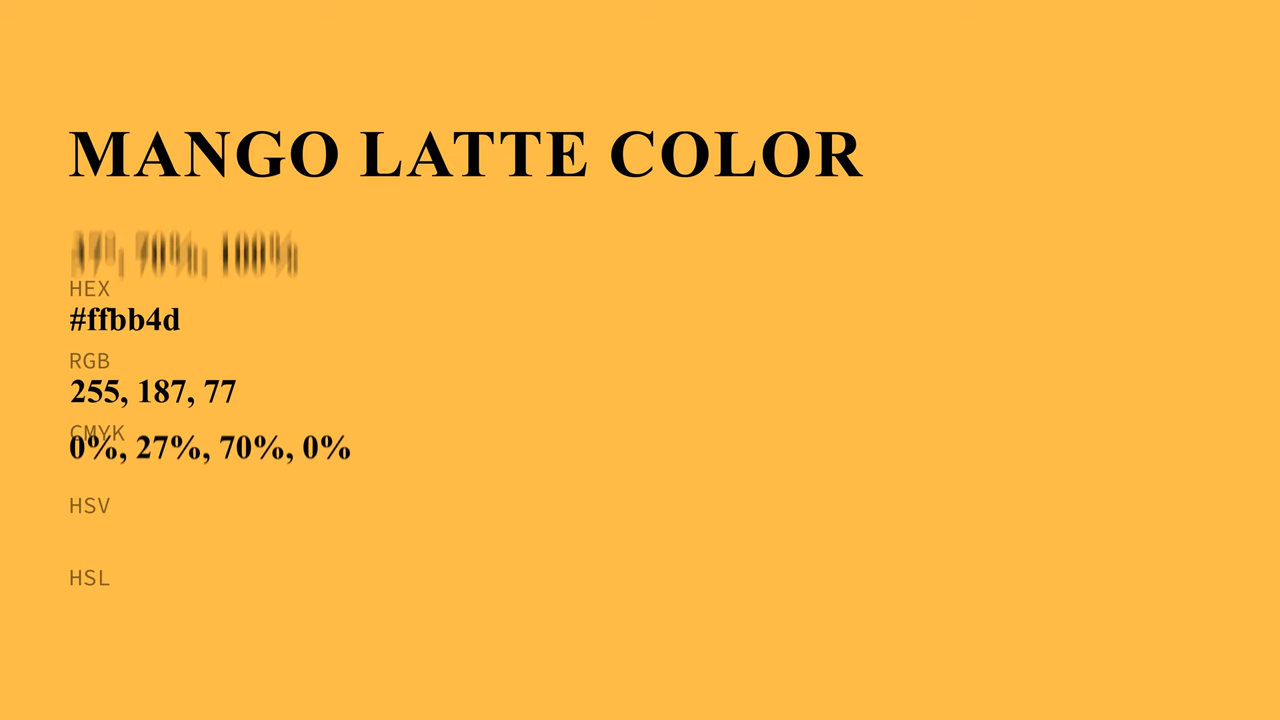 MANGO LATTE COLOR
HEX
#ffbb4d
RGB
255, 187, 77
CMYK
0%, 27%, 70%, 0%
HSV
HSL